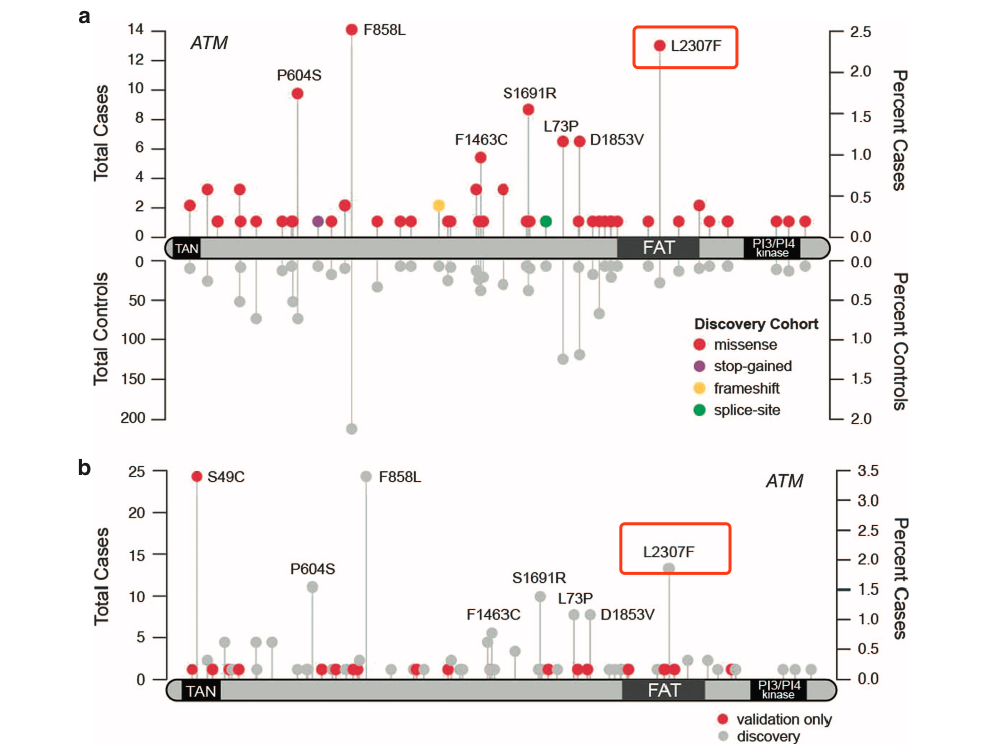 a
ATM
Total Cases
14
12
10
8
6
4
2
0
F858L
L2307F
P604S
S1691R
L73P
F1463C
D1853V
2.5
2.0
1.5
1.0
0.5
0.0
Percent Cases
TAN
FAT
PI3/PI4
kinase
Total Controls
0
50
100
150
200
0.0
0.5
1.0
1.5
2.0
Percent Controls
Discovery Cohort
missense
stop-gained
frameshift
splice-site
b
ATM
Total Cases
25
20
15
10
5
0
S49C
F858L
L2307F
P604S
S1691R
L73P
F1463C
D1853V
3.5
3.0
2.5
2.0
1.5
1.0
0.5
0.0
Percent Cases
TAN
FAT
PI3/PI4
kinase
validation only
discovery